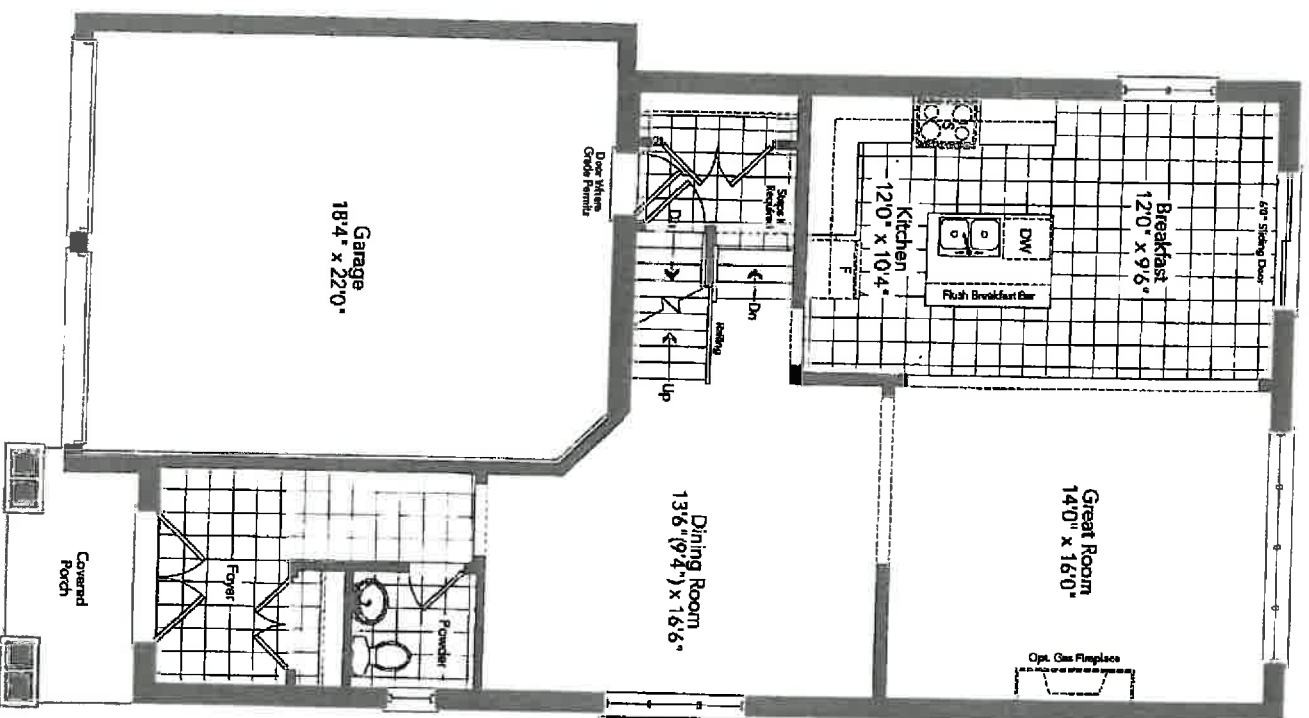 6'0" Sliding Door
Breakfast
12'0" x 9'6"
DW
Flush Breakfast Bar
S
Kitchen
12'0" x 10'4"
F
Great Room
14'0" x 16'0"
Opt. Gas Fireplace
Steps If
Required
Dn
Dn
Railing
Up
Door Where
Grade Permits
Garage
18'4" x 22'0"
Dining Room
13'6"(9'4") x 16'6"
Powder
Foyer
Covered
Porch